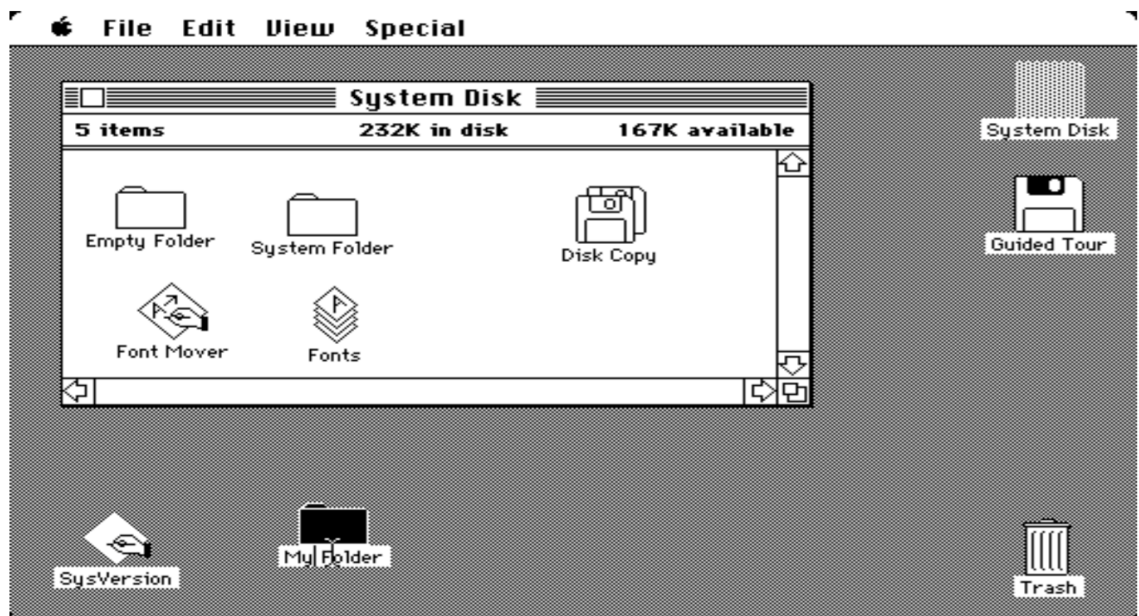 File Edit View Special
System Disk
5 items 232K in disk 167K available
System Disk
Empty Folder System Folder Disk Copy
Guided Tour
Font Mover Fonts
SysVersion My Folder Trash